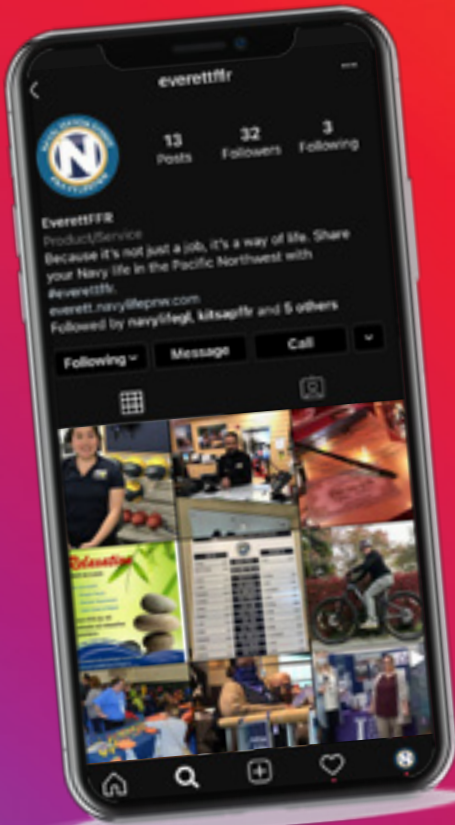 everettffr
13 32 3
Posts Followers Following
N
EverettFFR
Product/Service
Because it's not just a job, it's a way of life. Share
your Navy life in the Pacific Northwest with
#everettffr.
everett.navylifepnw.com
Followed by navylifegl, kitsapffr and 5 others
Following Message Call
Relaxation